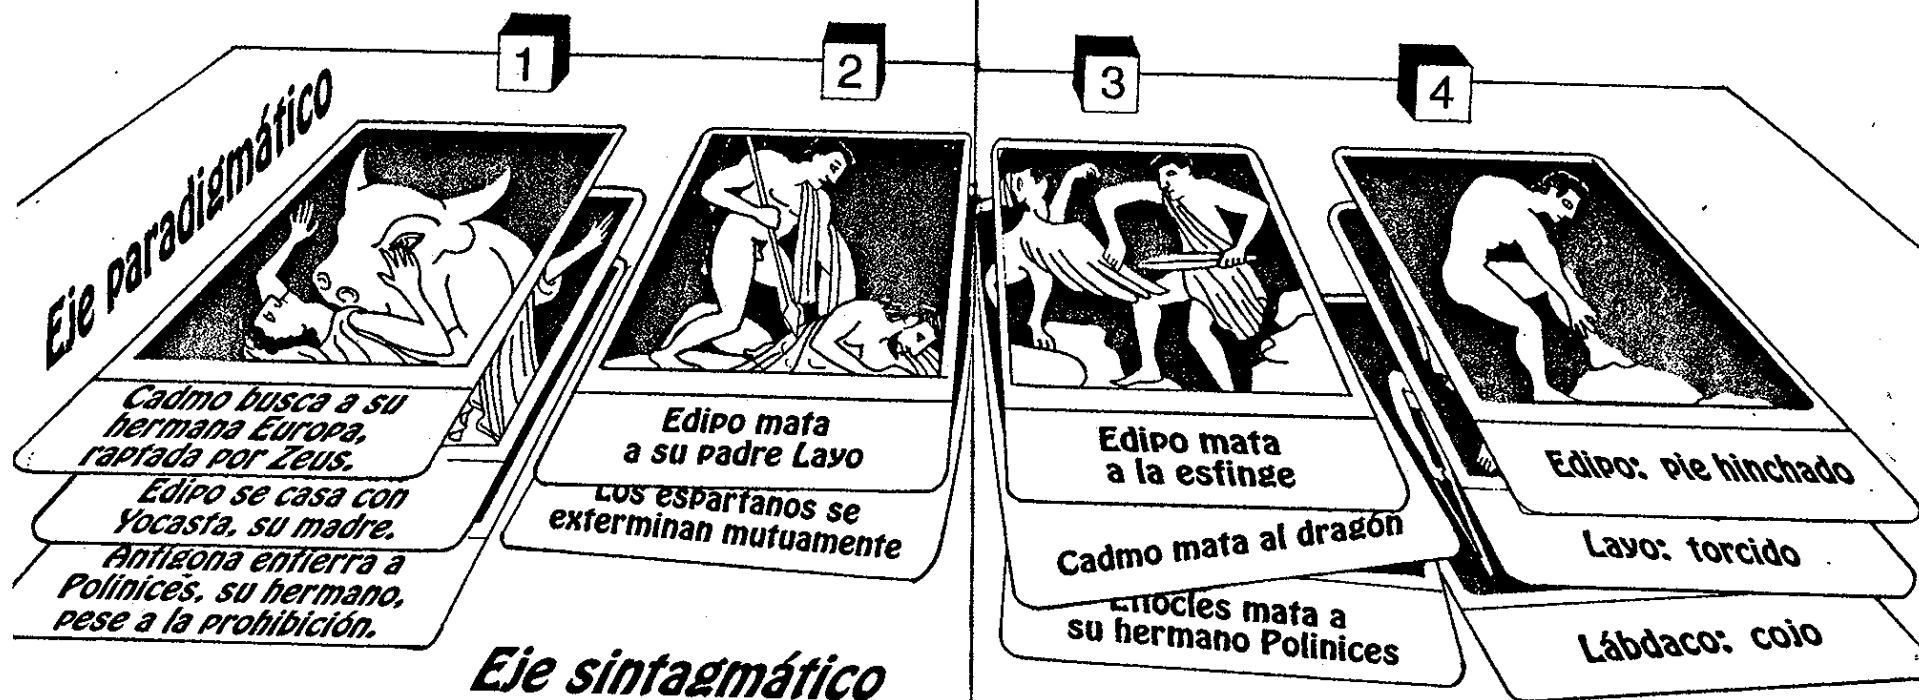 1
2
3
4
Eje paradigmático
Cadmo busca a su
hermana Europa,
raptada por Zeus.
Edipo se casa con
Yocasta, su madre.
Antígona entierra a
Polinices, su hermano,
pese a la prohibición.
Edipo mata
a su padre Layo
Los espartanos se
exterminan mutuamente
Edipo mata
a la esfinge
Cadmo mata al dragón
mata a
su hermano Polinices
Edipo: pie hinchado
Layo: torcido
Lábdaco: cojo
Eje sintagmático